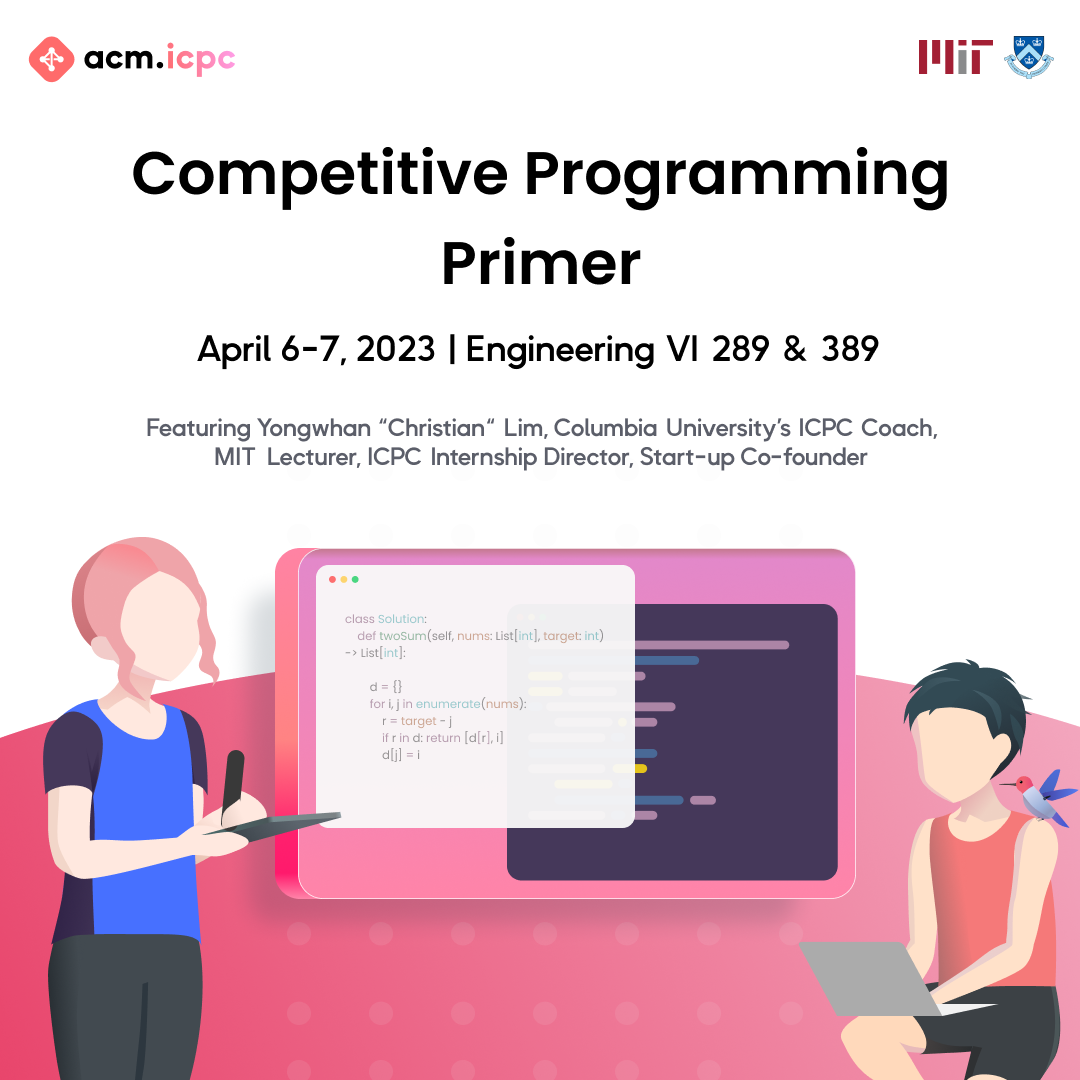 acm.icpc
MIT
Competitive Programming
Primer
April 6-7, 2023 | Engineering VI 289 & 389
Featuring Yongwhan “Christian“ Lim, Columbia University’s ICPC Coach,
MIT Lecturer, ICPC Internship Director, Start-up Co-founder
class Solution:
def twoSum(self, nums: List[int], target: int)
-> List[int]:
d = {}
for i, j in enumerate(nums):
r = target - j
if r in d: return [d[r], i]
d[j] = i